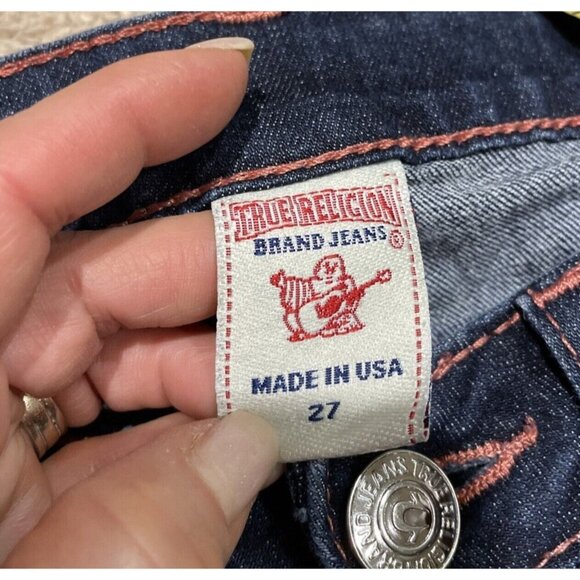 TRUE RELIGION
BRAND JEANS®
MADE IN USA
27
BRAND JEANS TRUE RELIGION